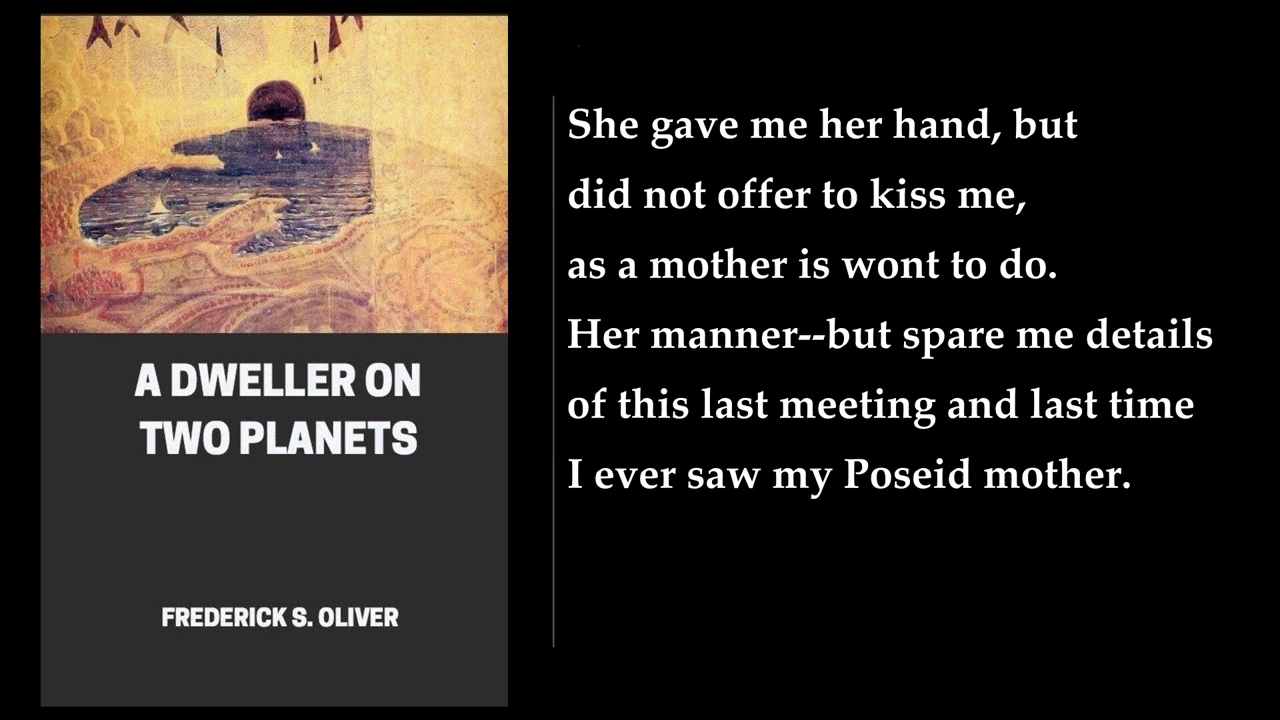 A DWELLER ON
TWO PLANETS
FREDERICK S. OLIVER
She gave me her hand, but
did not offer to kiss me,
as a mother is wont to do.
Her manner--but spare me details
of this last meeting and last time
I ever saw my Poseid mother.